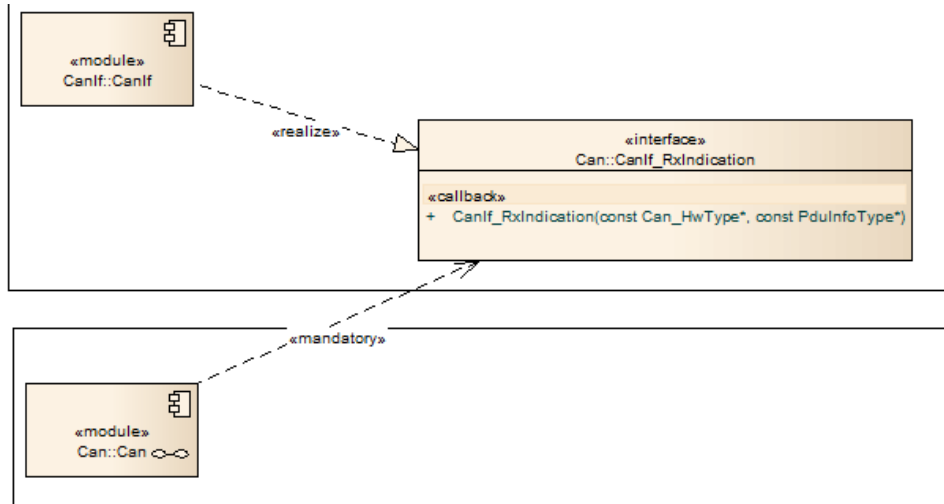 «module»
CanIf::CanIf
«realize»
«interface»
Can::CanIf_RxIndication
«callback»
+ CanIf_RxIndication(const Can_HwType*, const PduInfoType*)
«mandatory»
«module»
Can::Can